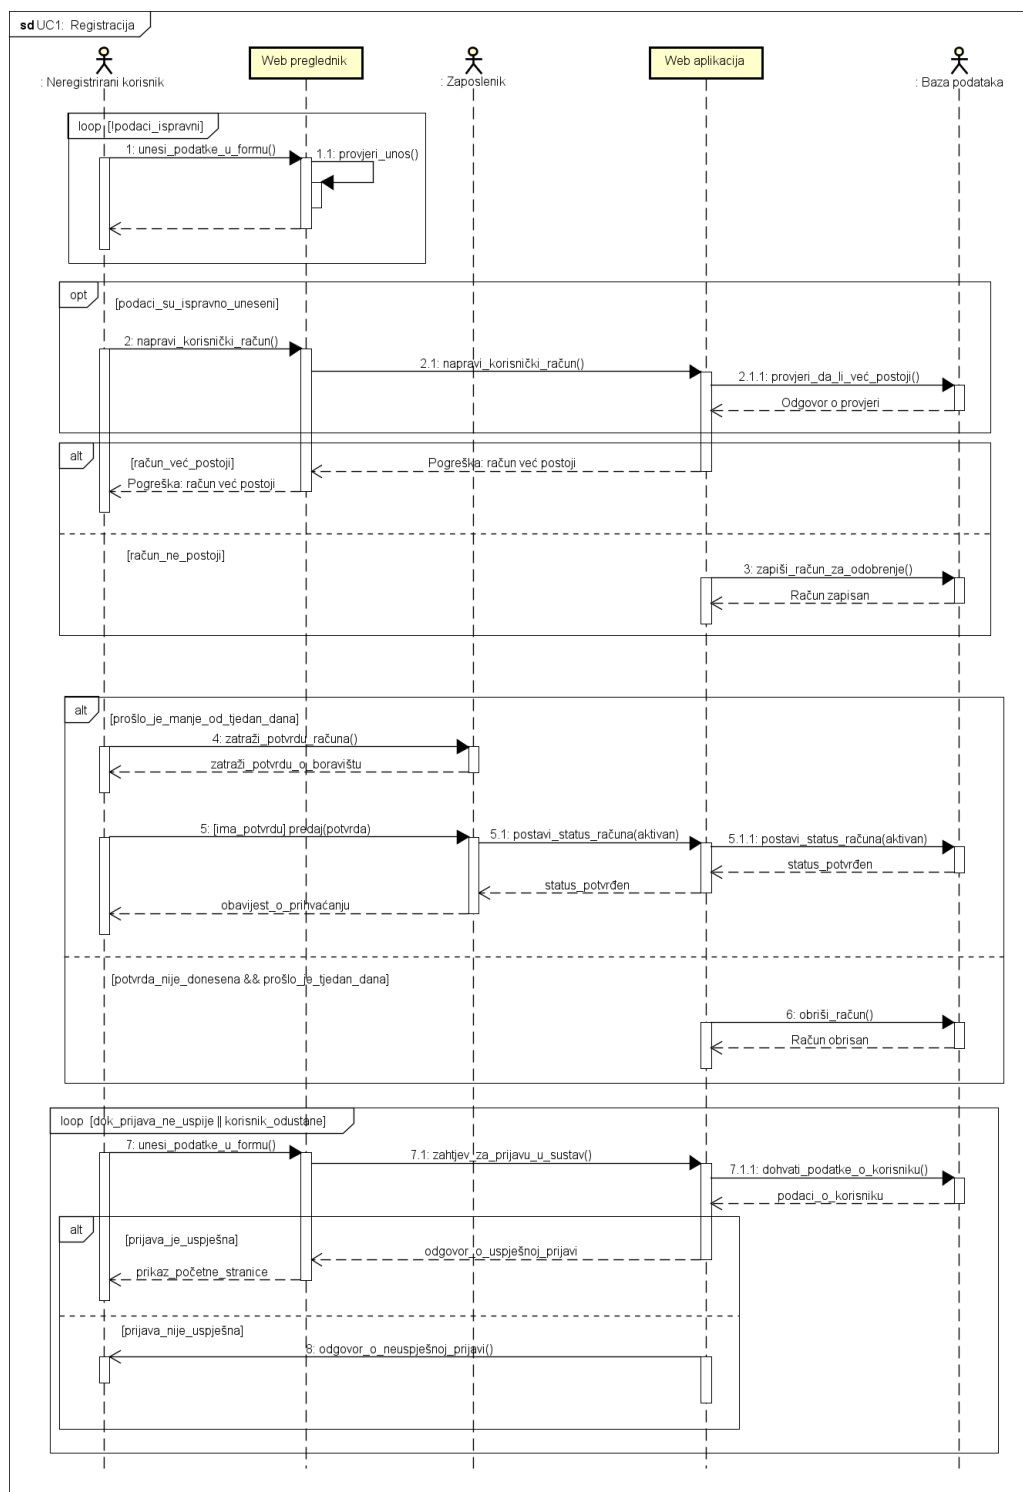 sd UC1: Registracija
: Neregistrirani korisnik
Web preglednik
: Zaposlenik
Web aplikacija
: Baza podataka
loop [!podaci_ispravni]
1: unesi_podatke_u_formu()
1.1: provjeri_unos()
opt
[podaci_su_ispravno_uneseni]
2: napravi_korisnički_račun()
2.1: napravi_korisnički_račun()
2.1.1: provjeri_da_li_već_postoji()
Odgovor o provjeri
alt
[račun_već_postoji]
Pogreška: račun već postoji
Pogreška: račun već postoji
[račun_ne_postoji]
3: zapiši_račun_za_odobrenje()
Račun zapisan
alt
[prošlo_je_manje_od_tjedan_dana]
4: zatraži_potvrdu_računa()
zatraži_potvrdu_o_boravištu
5: [ima_potvrdu] predaj(potvrda)
5.1: postavi_status_računa(aktivan)
5.1.1: postavi_status_računa(aktivan)
status_potvrđen
status_potvrđen
obavijest_o_prihvaćanju
[potvrda_nije_donesena && prošlo_je_tjedan_dana]
6: obriši_račun()
Račun obrisan
loop [dok_prijava_ne_uspije || korisnik_odustane]
7: unesi_podatke_u_formu()
7.1: zahtjev_za_prijavu_u_sustav()
7.1.1: dohvati_podatke_o_korisniku()
podaci_o_korisniku
alt
[prijava_je_uspješna]
odgovor_o_uspješnoj_prijavi
prikaz_početne_stranice
[prijava_nije_uspješna]
8: odgovor_o_neuspješnoj_prijavi()